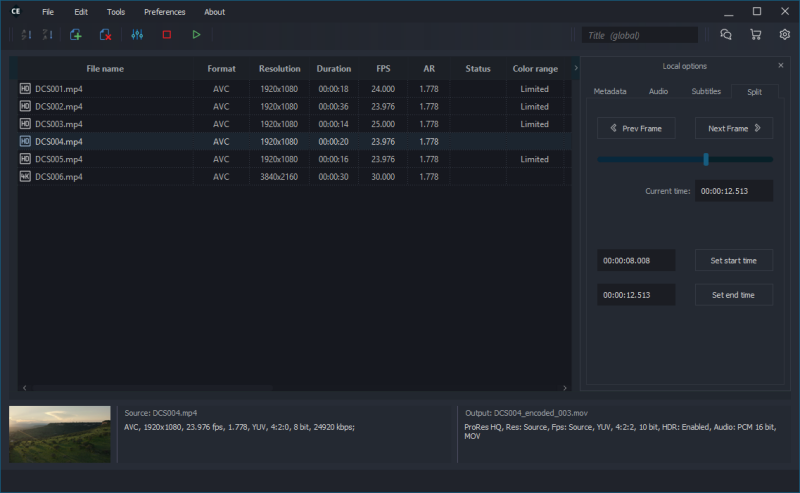 CE File Edit Tools Preferences About
Title (global)
File name Format Resolution Duration FPS AR Status Color range
HD DCS001.mp4 AVC 1920x1080 00:00:18 24.000 1.778 Limited
HD DCS002.mp4 AVC 1920x1080 00:00:36 23.976 1.778 Limited
HD DCS003.mp4 AVC 1920x1080 00:00:14 25.000 1.778 Limited
HD DCS004.mp4 AVC 1920x1080 00:00:20 23.976 1.778
HD DCS005.mp4 AVC 1920x1080 00:00:16 23.976 1.778 Limited
4K DCS006.mp4 AVC 3840x2160 00:00:30 30.000 1.778
Local options
Metadata Audio Subtitles Split
Prev Frame Next Frame
Current time: 00:00:12.513
00:00:08.008 Set start time
00:00:12.513 Set end time
Source: DCS004.mp4
AVC, 1920x1080, 23.976 fps, 1.778, YUV, 4:2:0, 8 bit, 24920 kbps;
Output: DCS004_encoded_003.mov
ProRes HQ, Res: Source, Fps: Source, YUV, 4:2:2, 10 bit, HDR: Enabled, Audio: PCM 16 bit,
MOV